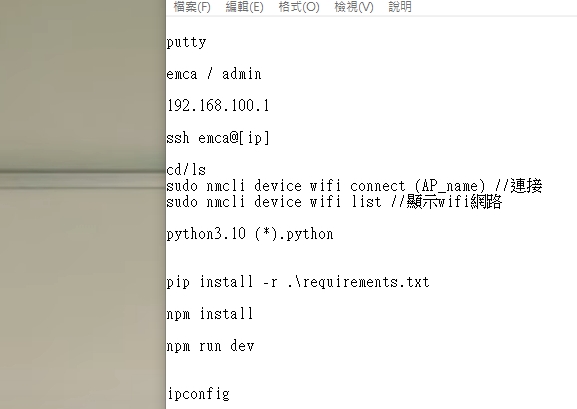 檔案(F) 編輯(E) 格式(O) 檢視(V) 說明
putty
emca / admin
192.168.100.1
ssh emca@[ip]
cd/ls
sudo nmcli device wifi connect (AP_name) //連接
sudo nmcli device wifi list //顯示wifi網路
python3.10 (*).python
pip install -r .\requirements.txt
npm install
npm run dev
ipconfig